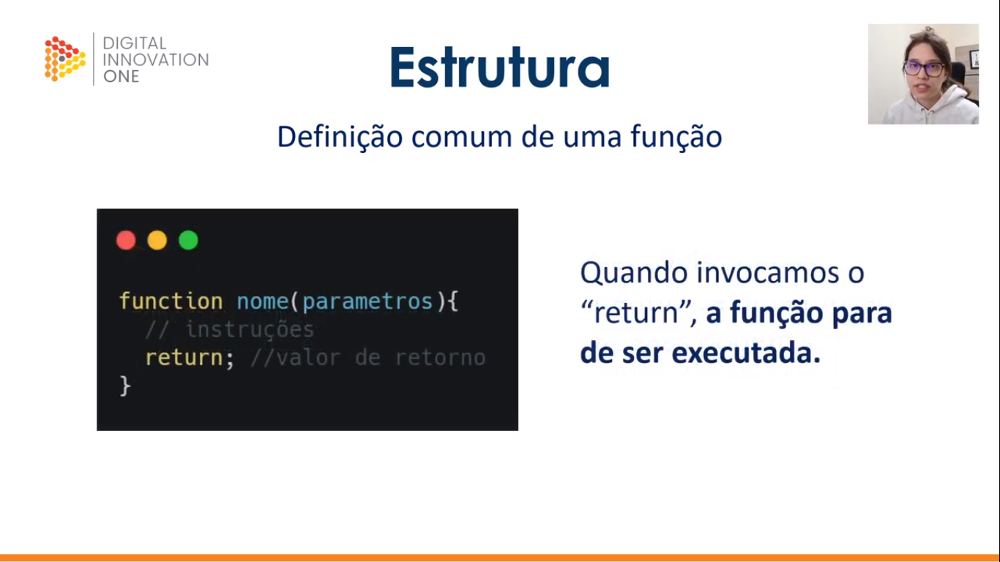 DIGITAL
INNOVATION
ONE
Estrutura
Definição comum de uma função
function nome(parametros){
// instruções
return; //valor de retorno
}
Quando invocamos o
“return”, a função para
de ser executada.